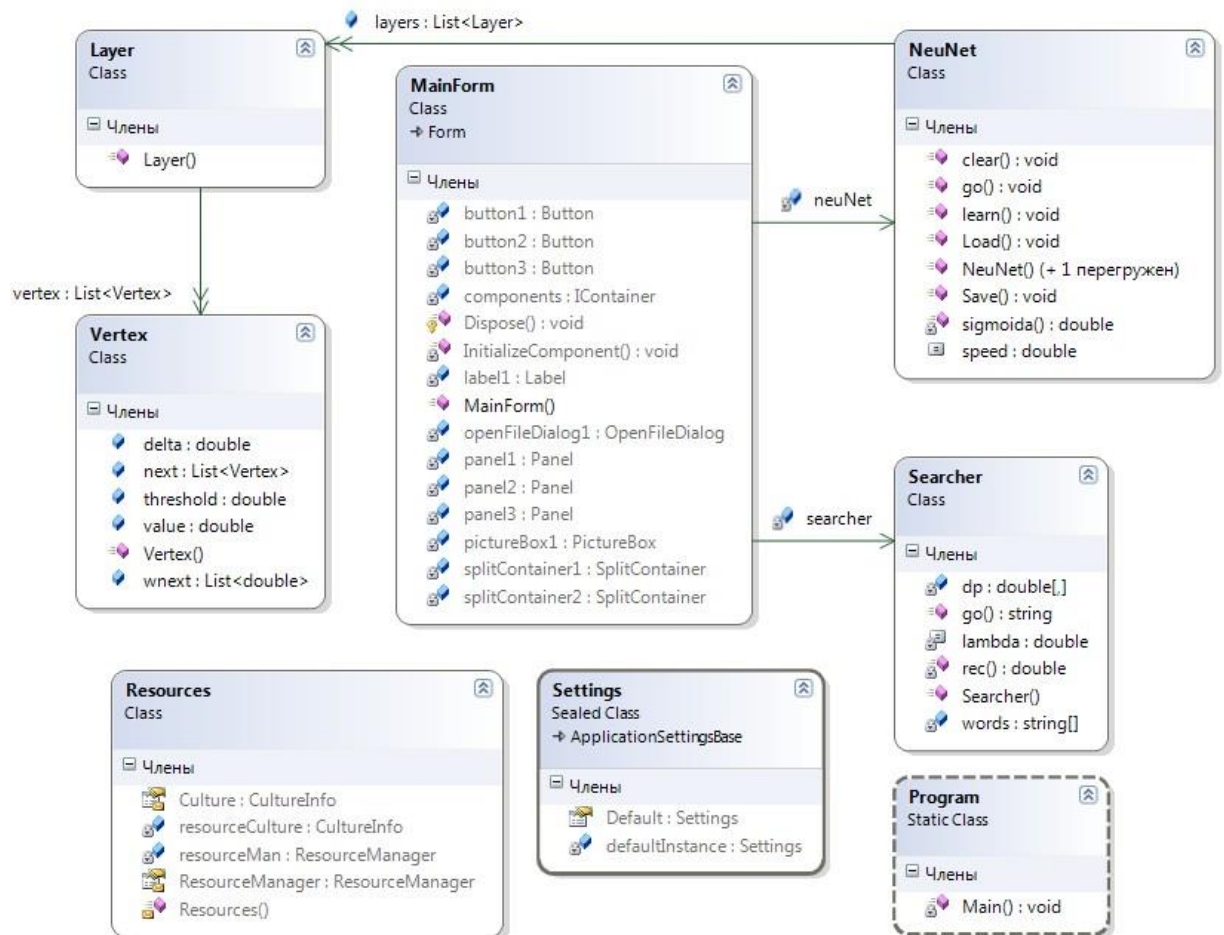 layers : List<Layer>
Layer
Class
Члены
Layer()
vertex : List<Vertex>
Vertex
Class
Члены
delta : double
next : List<Vertex>
threshold : double
value : double
Vertex()
wnext : List<double>
MainForm
Class
Form
Члены
button1 : Button
button2 : Button
button3 : Button
components : IContainer
Dispose() : void
InitializeComponent() : void
label1 : Label
MainForm()
openFileDialog1 : OpenFileDialog
panel1 : Panel
panel2 : Panel
panel3 : Panel
pictureBox1 : PictureBox
splitContainer1 : SplitContainer
splitContainer2 : SplitContainer
neuNet
searcher
NeuNet
Class
Члены
clear() : void
go() : void
learn() : void
Load() : void
NeuNet() (+ 1 перегружен)
Save() : void
sigmoida() : double
speed : double
Searcher
Class
Члены
dp : double[,]
go() : string
lambda : double
rec() : double
Searcher()
words : string[]
Resources
Class
Члены
Culture : CultureInfo
resourceCulture : CultureInfo
resourceMan : ResourceManager
ResourceManager : ResourceManager
Resources()
Settings
Sealed Class
ApplicationSettingsBase
Члены
Default : Settings
defaultInstance : Settings
Program
Static Class
Члены
Main() : void